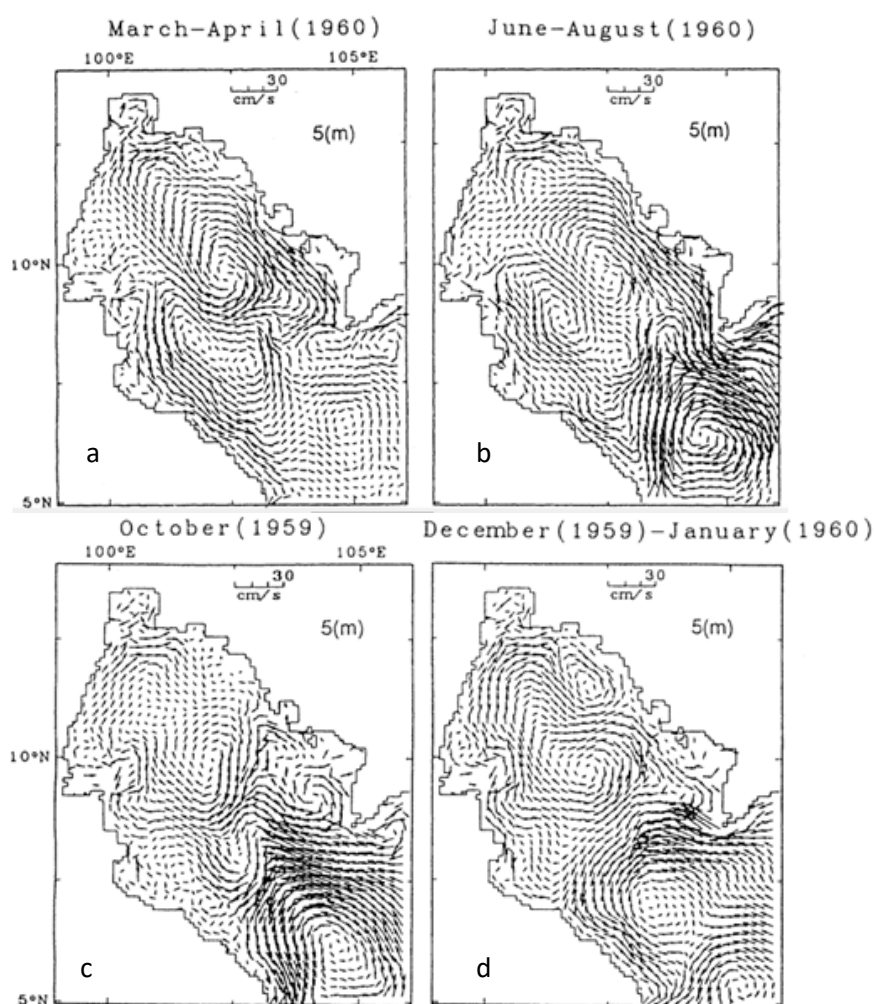 March-April(1960)
June-August(1960)
100°E
105°E
30
cm/s
5(m)
30
cm/s
5(m)
10°N
a
b
5°N
October(1959)
December(1959)-January(1960)
100°E
105°E
30
cm/s
5(m)
30
cm/s
5(m)
10°N
c
d
5°N